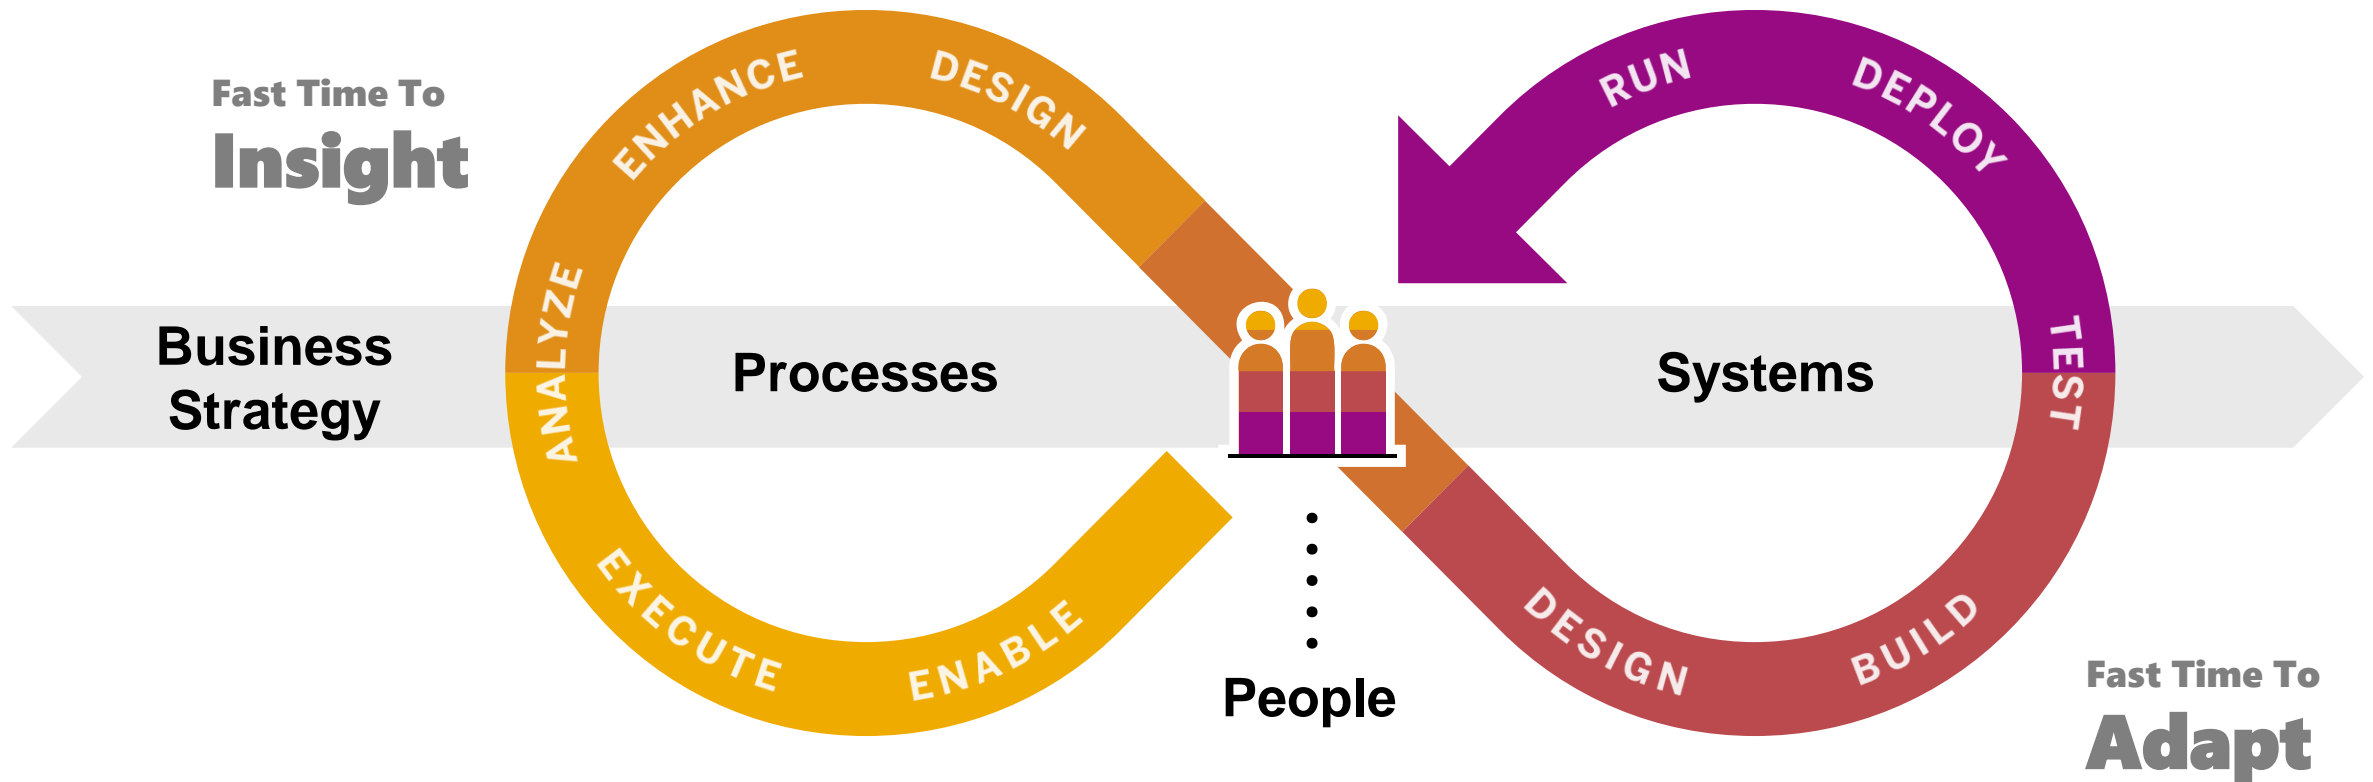 Fast Time To
Insight
Business
Strategy
ENABLE
EXECUTE
ANALYZE
ENHANCE
DESIGN
Processes
People
DESIGN
BUILD
TEST
DEPLOY
RUN
Systems
Fast Time To
Adapt